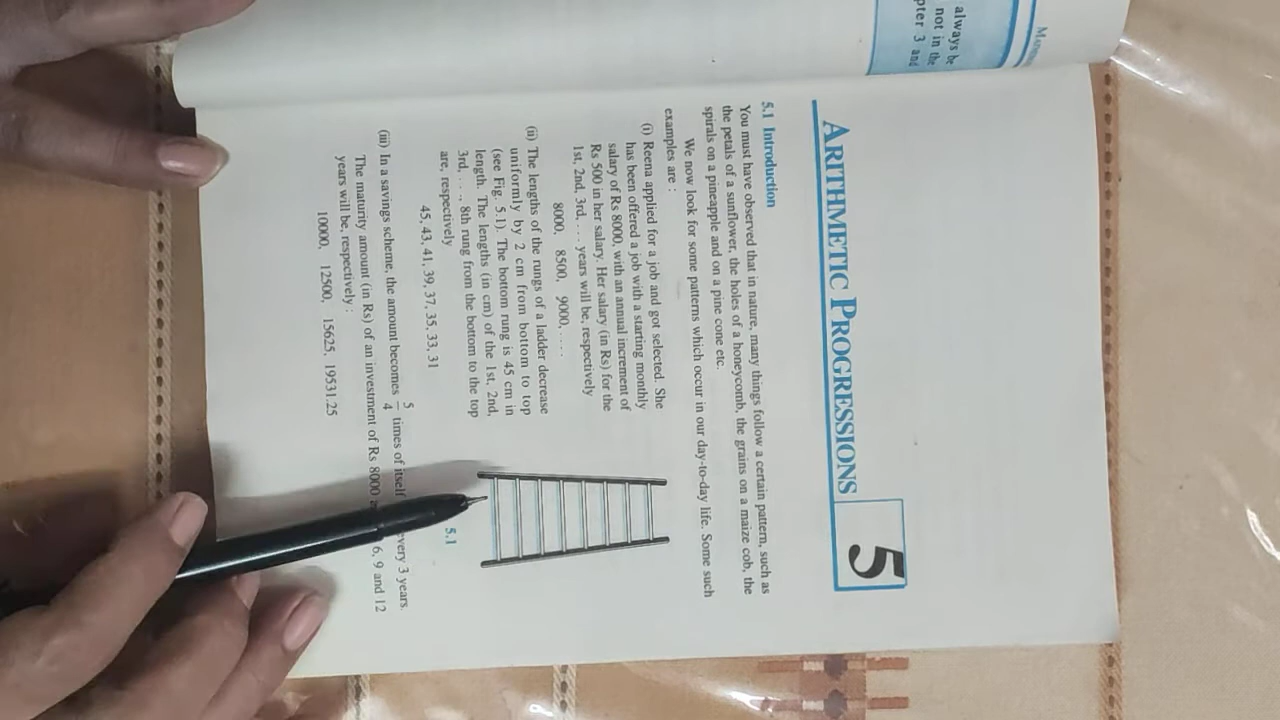 always be
not in the
pter 3 and
ARITHMETIC PROGRESSIONS
5
5.1 Introduction
You must have observed that in nature, many things follow a certain pattern, such as
the petals of a sunflower, the holes of a honeycomb, the grains on a maize cob, the
spirals on a pineapple and on a pine cone etc.
We now look for some patterns which occur in our day-to-day life. Some such
examples are :
(i) Reena applied for a job and got selected. She
has been offered a job with a starting monthly
salary of Rs 8000, with an annual increment of
Rs 500 in her salary. Her salary (in Rs) for the
1st, 2nd, 3rd, . . . years will be, respectively
8000, 8500, 9000, . . . .
(ii) The lengths of the rungs of a ladder decrease
uniformly by 2 cm from bottom to top
(see Fig. 5.1). The bottom rung is 45 cm in
length. The lengths (in cm) of the 1st, 2nd,
3rd, . . ., 8th rung from the bottom to the top
are, respectively
45, 43, 41, 39, 37, 35, 33, 31
5.1
(iii) In a savings scheme, the amount becomes 5/4 times of itself every 3 years.
The maturity amount (in Rs) of an investment of Rs 8000 6, 9 and 12
years will be, respectively :
10000, 12500, 15625, 19531.25